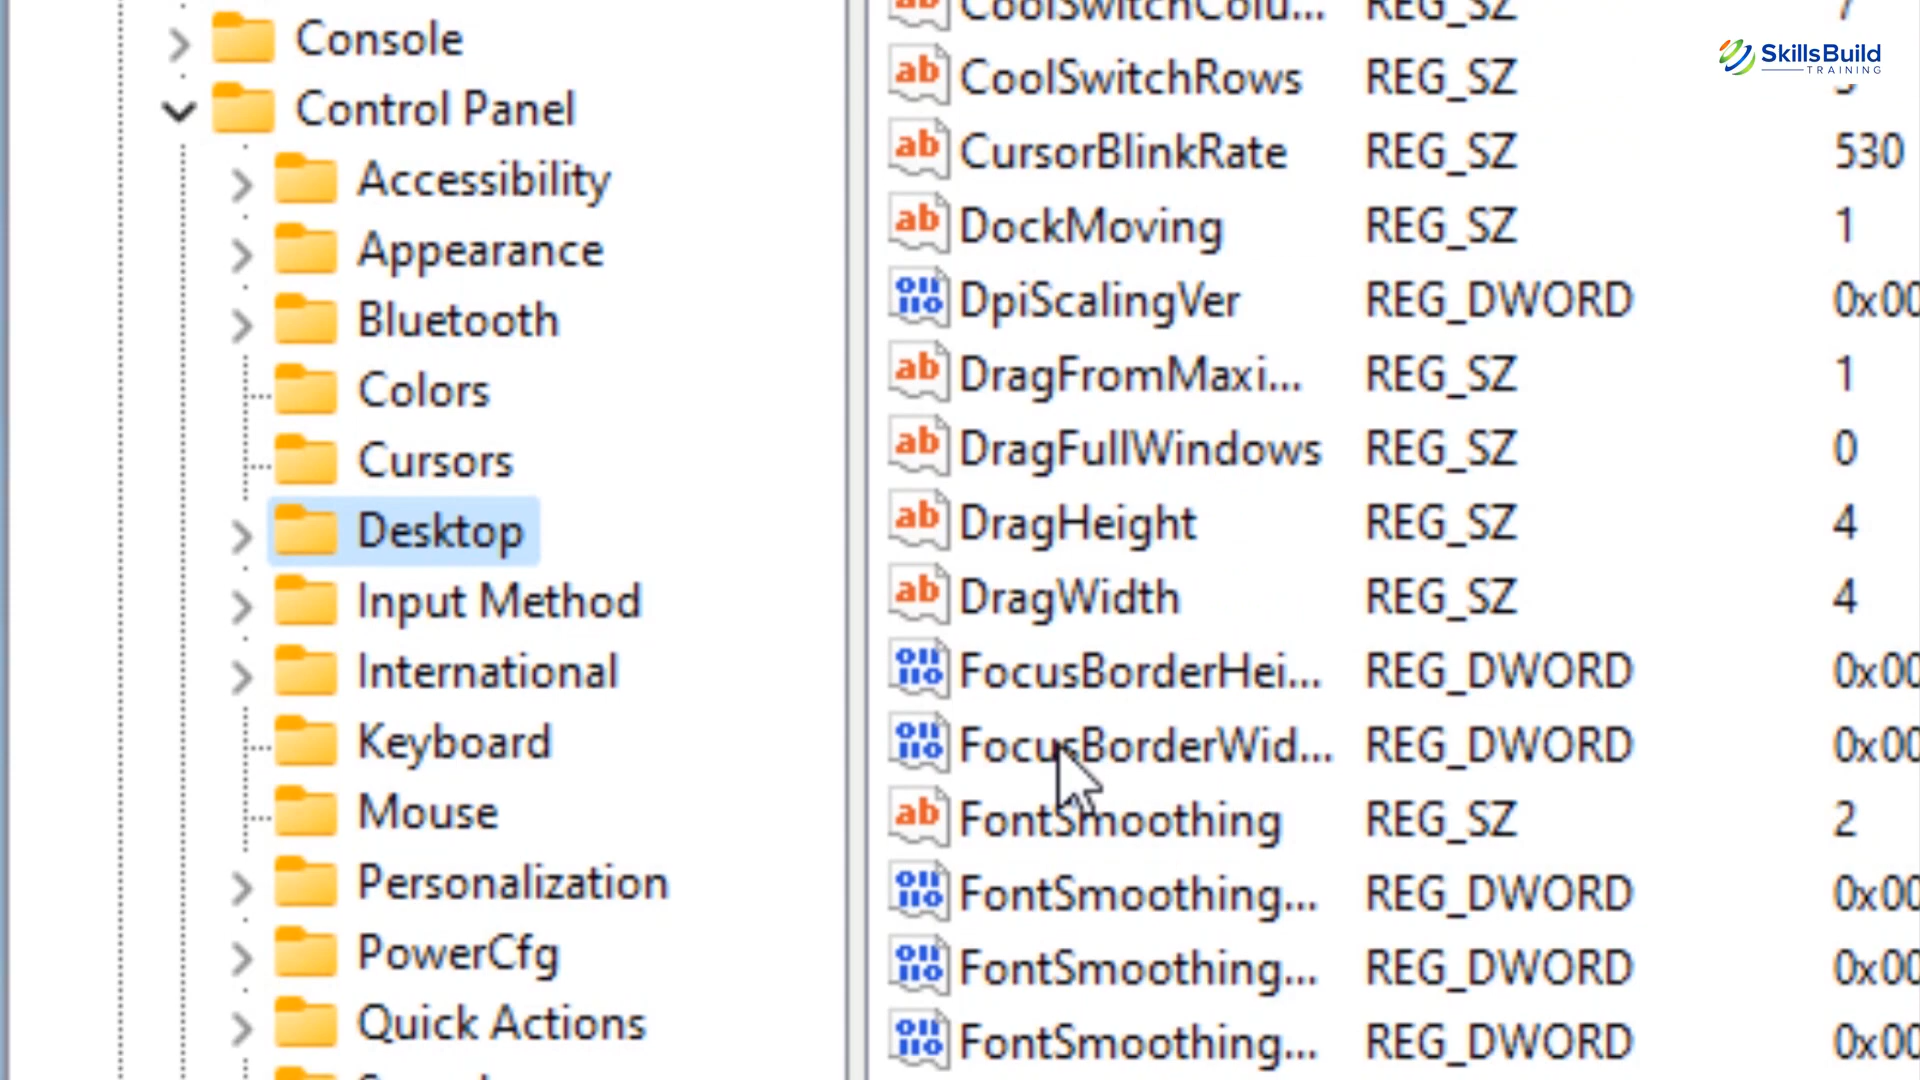 Console
Control Panel
Accessibility
Appearance
Bluetooth
Colors
Cursors
Desktop
Input Method
International
Keyboard
Mouse
Personalization
PowerCfg
Quick Actions
CoolSwitchColu... REG_SZ 7
CoolSwitchRows REG_SZ
CursorBlinkRate REG_SZ 530
DockMoving REG_SZ 1
DpiScalingVer REG_DWORD 0x00
DragFromMaxi... REG_SZ 1
DragFullWindows REG_SZ 0
DragHeight REG_SZ 4
DragWidth REG_SZ 4
FocusBorderHei... REG_DWORD 0x00
FocusBorderWid... REG_DWORD 0x00
FontSmoothing REG_SZ 2
FontSmoothing... REG_DWORD 0x00
FontSmoothing... REG_DWORD 0x00
FontSmoothing... REG_DWORD 0x00
SkillsBuild
TRAINING